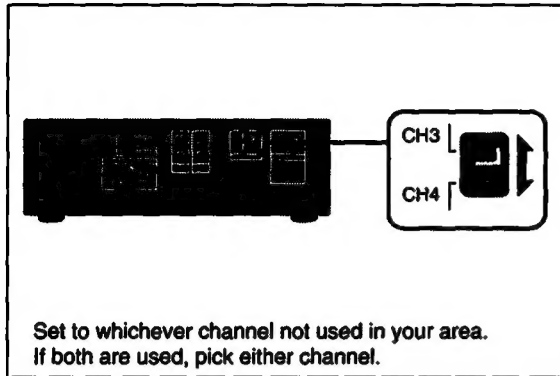 CH3
CH4
Set to whichever channel not used in your area.
If both are used, pick either channel.